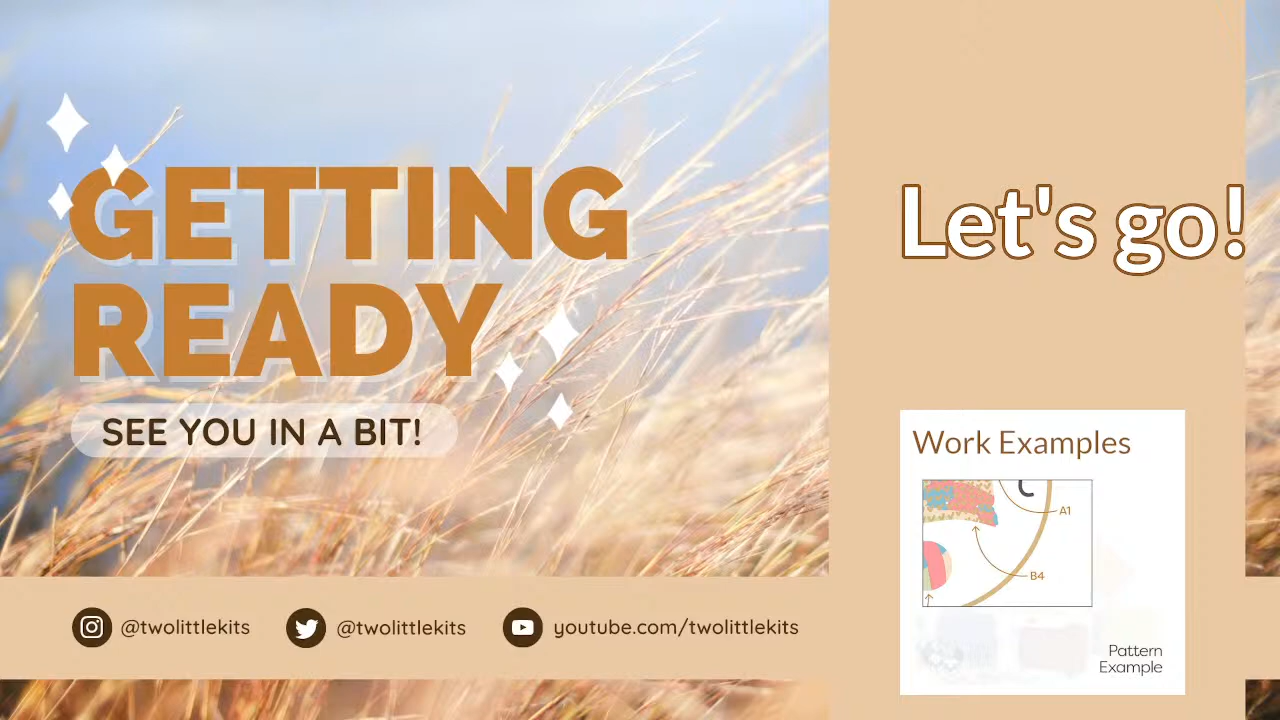 GETTING
READY
SEE YOU IN A BIT!
@twolittlekits
@twolittlekits
youtube.com/twolittlekits
Let's go!
Work Examples
C
A1
B4
Pattern
Example